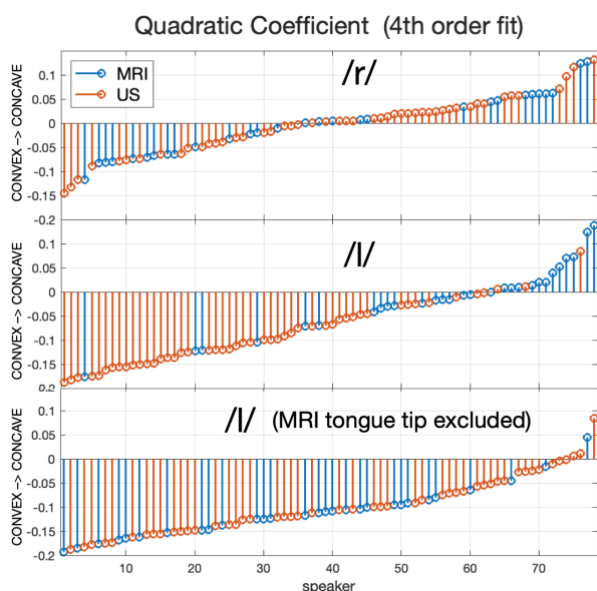 Quadratic Coefficient (4th order fit)
/r/
MRI
US
CONVEX –> CONCAVE
0.1
0.05
0
-0.05
-0.1
-0.15
-0.2
/l/
CONVEX –> CONCAVE
0.1
0.05
0
-0.05
-0.1
-0.15
-0.2
/l/ (MRI tongue tip excluded)
CONVEX –> CONCAVE
0.1
0.05
0
-0.05
-0.1
-0.15
-0.2
10 20 30 40 50 60 70
speaker